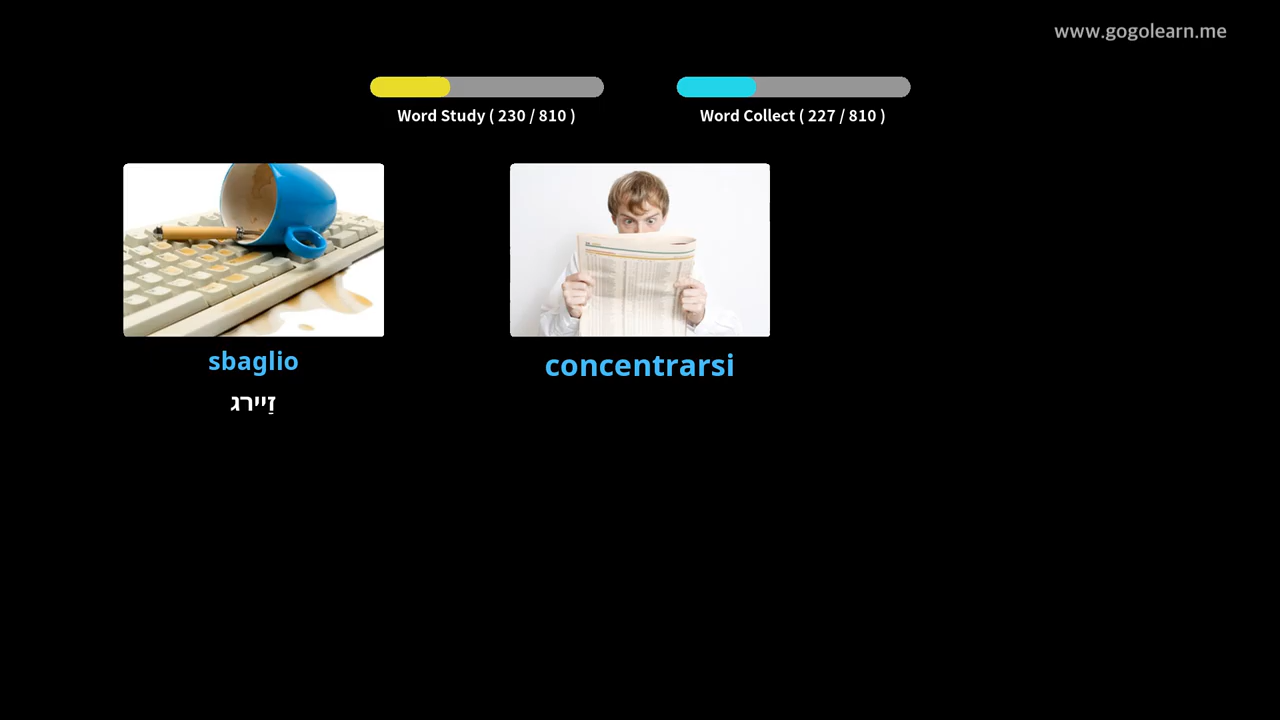 www.gogolearn.me
Word Study ( 230 / 810 )
Word Collect ( 227 / 810 )
sbaglio
זַיירג
concentrarsi